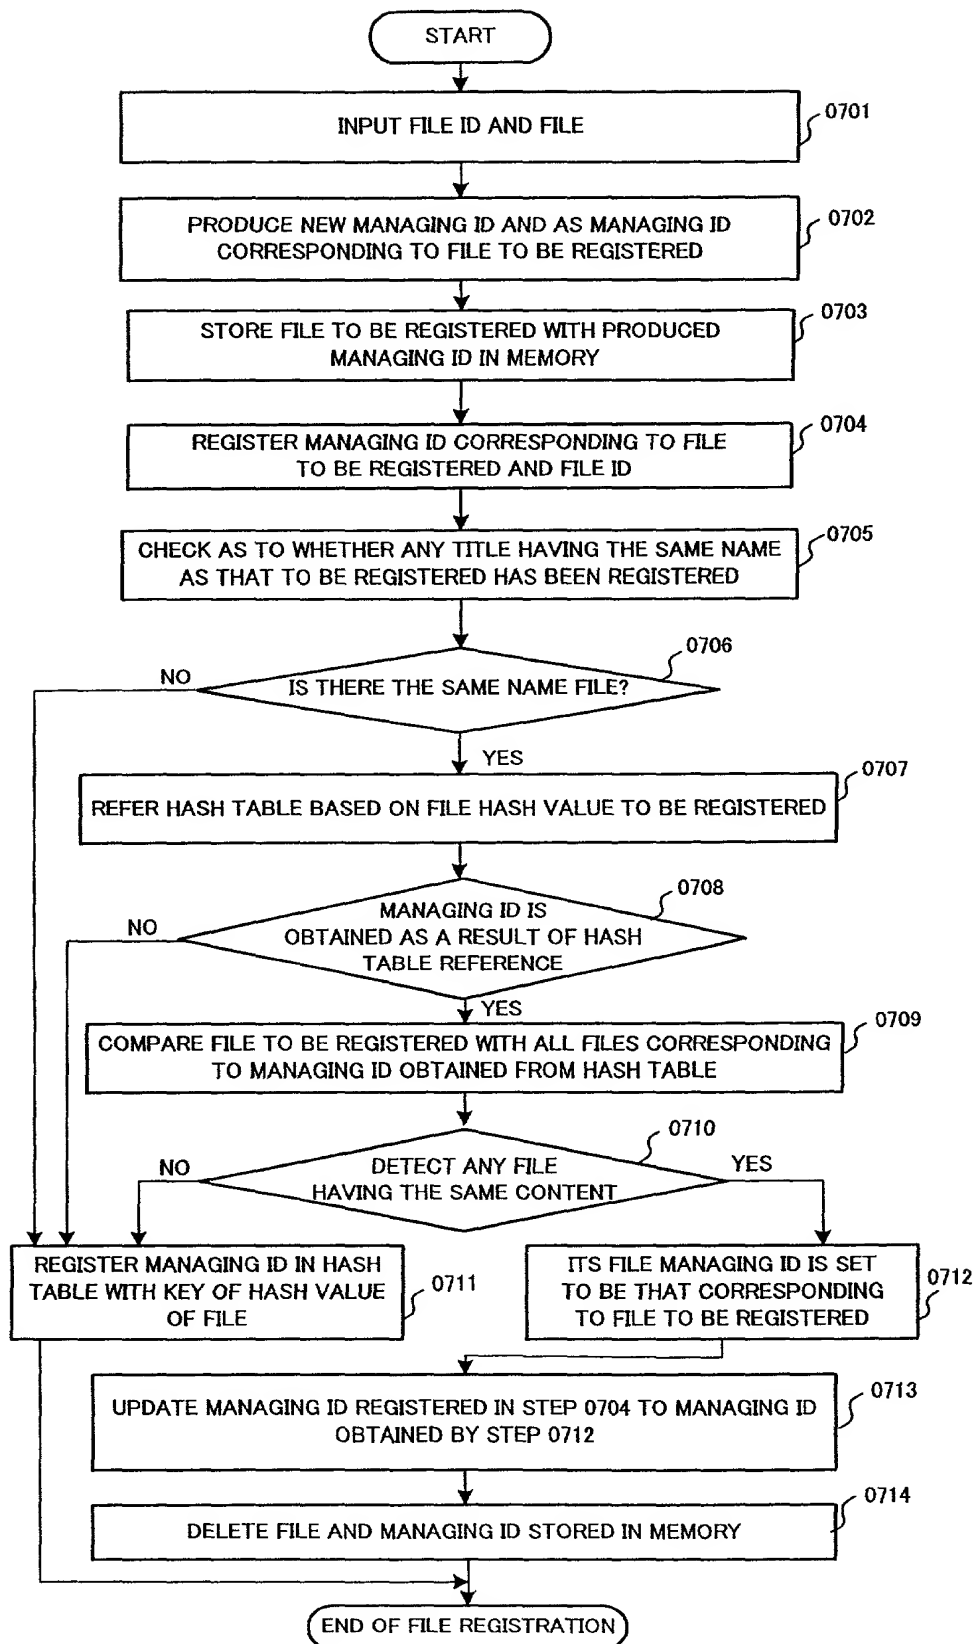 START
INPUT FILE ID AND FILE
0701
PRODUCE NEW MANAGING ID AND AS MANAGING ID
CORRESPONDING TO FILE TO BE REGISTERED
0702
STORE FILE TO BE REGISTERED WITH PRODUCED
MANAGING ID IN MEMORY
0703
REGISTER MANAGING ID CORRESPONDING TO FILE
TO BE REGISTERED AND FILE ID
0704
CHECK AS TO WHETHER ANY TITLE HAVING THE SAME NAME
AS THAT TO BE REGISTERED HAS BEEN REGISTERED
0705
IS THERE THE SAME NAME FILE?
0706
NO
YES
REFER HASH TABLE BASED ON FILE HASH VALUE TO BE REGISTERED
0707
MANAGING ID IS
OBTAINED AS A RESULT OF HASH
TABLE REFERENCE
0708
NO
YES
COMPARE FILE TO BE REGISTERED WITH ALL FILES CORRESPONDING
TO MANAGING ID OBTAINED FROM HASH TABLE
0709
DETECT ANY FILE
HAVING THE SAME CONTENT
0710
NO
YES
REGISTER MANAGING ID IN HASH
TABLE WITH KEY OF HASH VALUE
OF FILE
0711
ITS FILE MANAGING ID IS SET
TO BE THAT CORRESPONDING
TO FILE TO BE REGISTERED
0712
UPDATE MANAGING ID REGISTERED IN STEP 0704 TO MANAGING ID
OBTAINED BY STEP 0712
0713
DELETE FILE AND MANAGING ID STORED IN MEMORY
0714
END OF FILE REGISTRATION